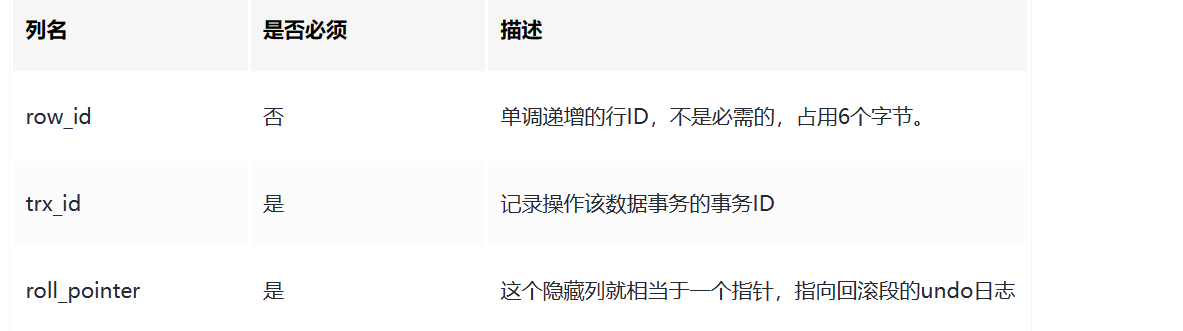 列名 是否必须 描述
row_id 否 单调递增的行ID，不是必需的，占用6个字节。
trx_id 是 记录操作该数据事务的事务ID
roll_pointer 是 这个隐藏列就相当于一个指针，指向回滚段的undo日志